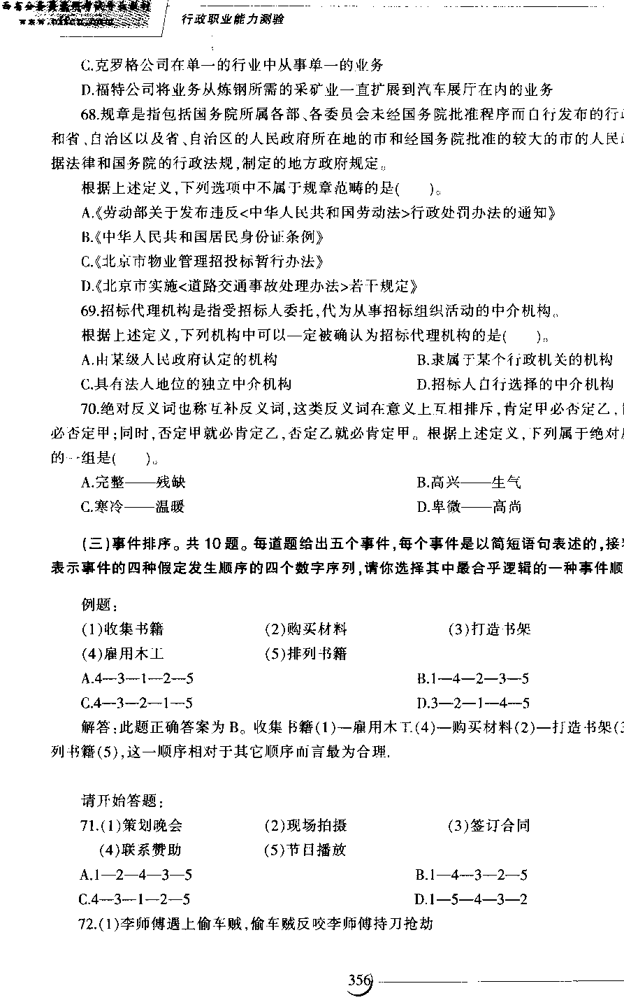 行政职业能力测验
C.克罗格公司在单一的行业中从事单一的业务
D.福特公司将业务从炼钢所需的采矿业一直扩展到汽车展厅在内的业务
68.规章是指包括国务院所属各部、各委员会未经国务院批准程序而自行发布的行
和省、自治区以及省、自治区的人民政府所在地的市和经国务院批准的较大的市的人民
据法律和国务院的行政法规,制定的地方政府规定。
根据上述定义,下列选项中不属于规章范畴的是(　　)。
A.《劳动部关于发布违反<中华人民共和国劳动法>行政处罚办法的通知》
B.《中华人民共和国居民身份证条例》
C.《北京市物业管理招投标暂行办法》
D.《北京市实施<道路交通事故处理办法>若干规定》
69.招标代理机构是指受招标人委托,代为从事招标组织活动的中介机构。
根据上述定义,下列机构中可以一定被确认为招标代理机构的是(　　)。
A.由某级人民政府认定的机构 B.隶属于某个行政机关的机构
C.具有法人地位的独立中介机构 D.招标人自行选择的中介机构
70.绝对反义词也称互补反义词,这类反义词在意义上互相排斥,肯定甲必否定乙,
必否定甲;同时,否定甲就必肯定乙,否定乙就必肯定甲。根据上述定义,下列属于绝对
的一组是(　　)。
A.完整——残缺 B.高兴——生气
C.寒冷——温暖 D.卑微——高尚
(三)事件排序。共10题。每道题给出五个事件,每个事件是以简短语句表述的,接
表示事件的四种假定发生顺序的四个数字序列,请你选择其中最合乎逻辑的一种事件顺
例题:
(1)收集书籍 (2)购买材料 (3)打造书架
(4)雇用木工 (5)排列书籍
A.4—3—1—2—5 B.1—4—2—3—5
C.4—3—2—1—5 D.3—2—1—4—5
解答:此题正确答案为B。收集书籍(1)—雇用木工(4)—购买材料(2)—打造书架(
列书籍(5),这一顺序相对于其它顺序而言最为合理.
请开始答题:
71.(1)策划晚会 (2)现场拍摄 (3)签订合同
(4)联系赞助 (5)节目播放
A.1—2—4—3—5 B.1—4—3—2—5
C.4—3—1—2—5 D.1—5—4—3—2
72.(1)李师傅遇上偷车贼,偷车贼反咬李师傅持刀抢劫
356